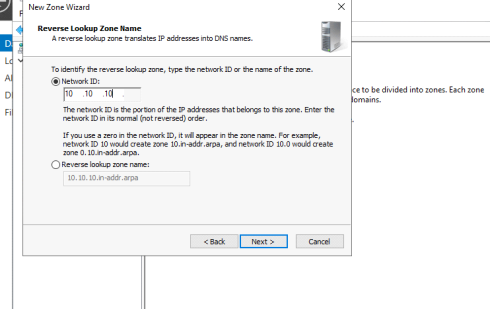 New Zone Wizard
Reverse Lookup Zone Name
A reverse lookup zone translates IP addresses into DNS names.
To identify the reverse lookup zone, type the network ID or the name of the zone.
Network ID:
10 .10 .10 .
The network ID is the portion of the IP addresses that belongs to this zone. Enter the
network ID in its normal (not reversed) order.
If you use a zero in the network ID, it will appear in the zone name. For example,
network ID 10 would create zone 10.in-addr.arpa, and network ID 10.0 would create
zone 0.10.in-addr.arpa.
Reverse lookup zone name:
10.10.10.in-addr.arpa
< Back
Next >
Cancel
ce to be divided into zones. Each zone
lomains.